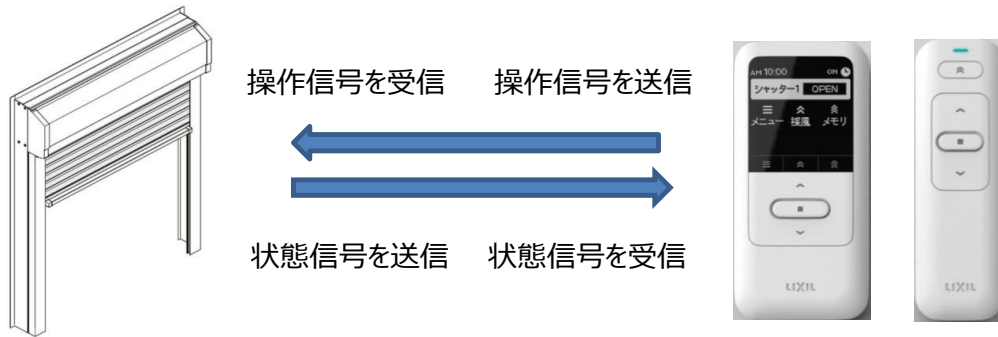 操作信号を受信
操作信号を送信
状態信号を送信
状態信号を受信
AM 10:00 ON
シャッター1 OPEN
メニュー 採風 メモリ
LIXIL
LIXIL